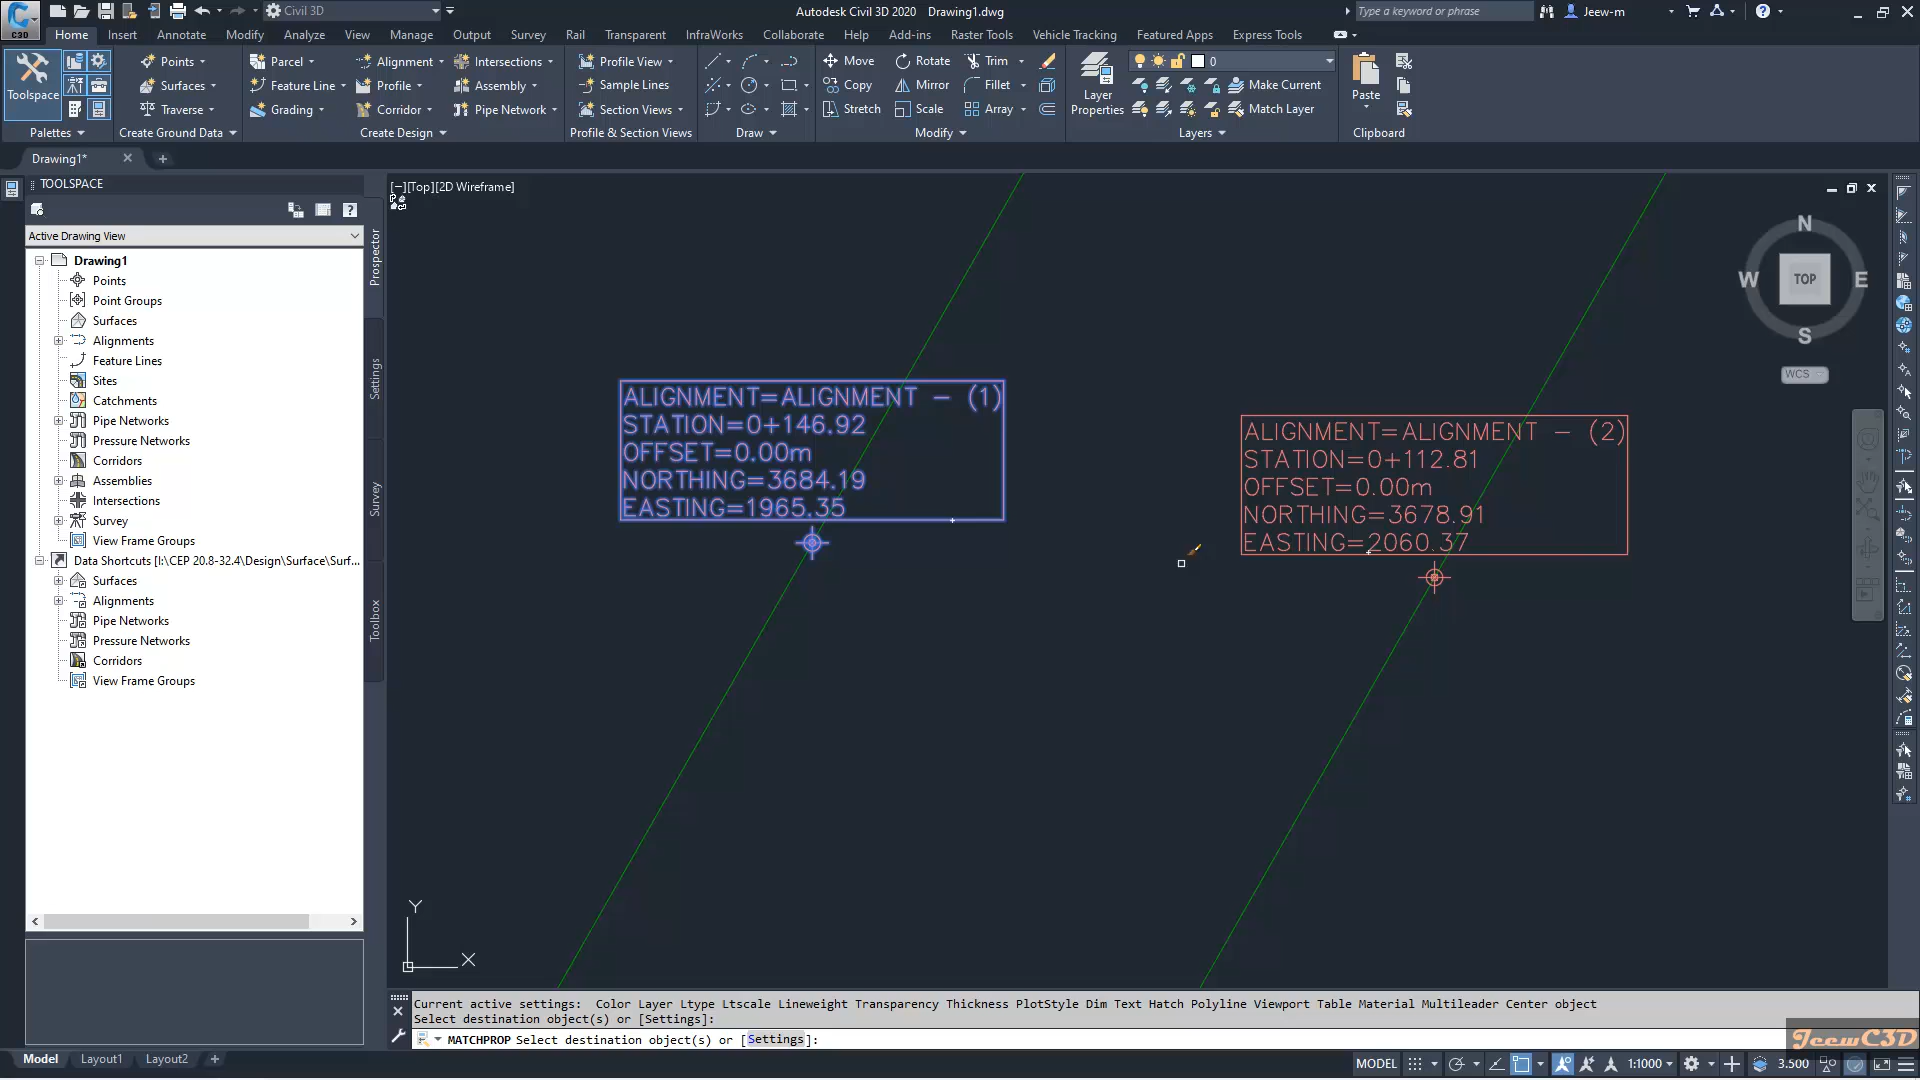 C3D
Civil 3D
Autodesk Civil 3D 2020 Drawing1.dwg
Type a keyword or phrase
Jeew-m
Home Insert Annotate Modify Analyze View Manage Output Survey Rail Transparent InfraWorks Collaborate Help Add-ins Raster Tools Vehicle Tracking Featured Apps Express Tools
Toolspace
Points
Surfaces
Traverse
Parcel
Feature Line
Grading
Alignment
Profile
Corridor
Intersections
Assembly
Pipe Network
Profile View
Sample Lines
Section Views
Move
Copy
Stretch
Rotate
Mirror
Scale
Trim
Fillet
Array
Layer
Properties
0
Make Current
Match Layer
Paste
Palettes Create Ground Data Create Design Profile & Section Views Draw Modify Layers Clipboard
Drawing1*
TOOLSPACE
Active Drawing View
Drawing1
Points
Point Groups
Surfaces
Alignments
Feature Lines
Sites
Catchments
Pipe Networks
Pressure Networks
Corridors
Assemblies
Intersections
Survey
View Frame Groups
Data Shortcuts [I:\CEP 20.8-32.4\Design\Surface\Surf...
Surfaces
Alignments
Pipe Networks
Pressure Networks
Corridors
View Frame Groups
Prospector
Settings
Survey
Toolbox
[−][Top][2D Wireframe]
ALIGNMENT=ALIGNMENT − (1)
STATION=0+146.92
OFFSET=0.00m
NORTHING=3684.19
EASTING=1965.35
ALIGNMENT=ALIGNMENT − (2)
STATION=0+112.81
OFFSET=0.00m
NORTHING=3678.91
EASTING=2060.37
N
W TOP E
S
WCS
Y
X
Current active settings: Color Layer Ltype Ltscale Lineweight Transparency Thickness PlotStyle Dim Text Hatch Polyline Viewport Table Material Multileader Center object
Select destination object(s) or [Settings]:
MATCHPROP Select destination object(s) or [Settings]:
JeewC3D
Model Layout1 Layout2
MODEL 1:1000 3.500